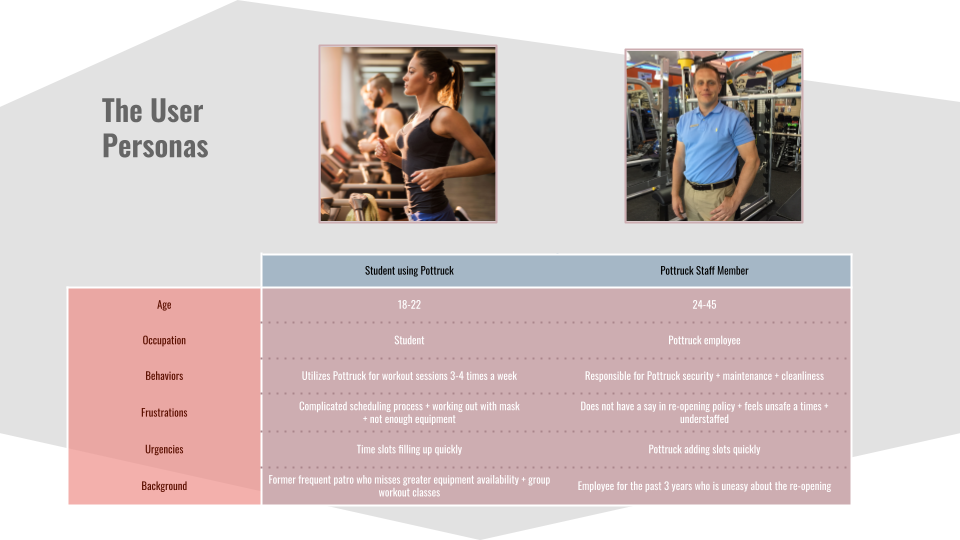 The User
Personas
Student using Pottruck
Pottruck Staff Member
Age
18-22
24-45
Occupation
Student
Pottruck employee
Behaviors
Utilizes Pottruck for workout sessions 3-4 times a week
Responsible for Pottruck security + maintenance + cleanliness
Frustrations
Complicated scheduling process + working out with mask
+ not enough equipment
Does not have a say in re-opening policy + feels unsafe a times +
understaffed
Urgencies
Time slots filling up quickly
Pottruck adding slots quickly
Background
Former frequent patro who misses greater equipment availability + group
workout classes
Employee for the past 3 years who is uneasy about the re-opening